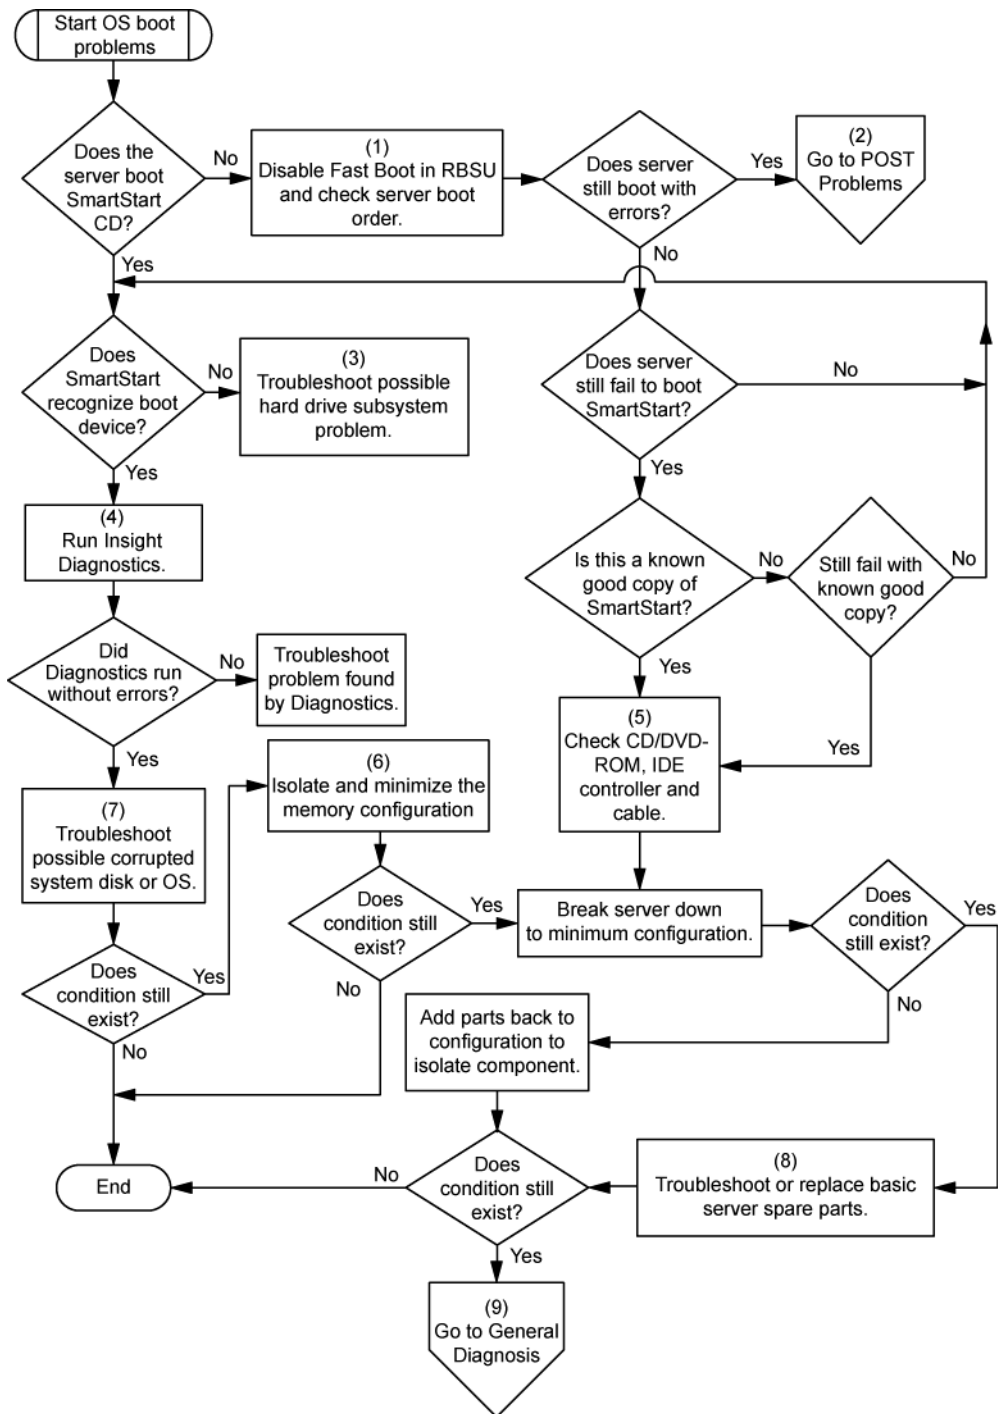 Start OS boot
problems
Does the
server boot
SmartStart
CD?
No
(1)
Disable Fast Boot in RBSU
and check server boot
order.
Does server
still boot with
errors?
Yes
(2)
Go to POST
Problems
Yes
No
Does
SmartStart
recognize boot
device?
No
(3)
Troubleshoot possible
hard drive subsystem
problem.
Does server
still fail to boot
SmartStart?
No
Yes
Yes
(4)
Run Insight
Diagnostics.
Is this a known
good copy of
SmartStart?
No
Still fail with
known good
copy?
No
Did
Diagnostics run
without errors?
No
Troubleshoot
problem found
by Diagnostics.
Yes
Yes
Yes
(5)
Check CD/DVD-
ROM, IDE
controller and
cable.
(6)
Isolate and minimize the
memory configuration
(7)
Troubleshoot
possible corrupted
system disk or OS.
Does
condition still
exist?
Yes
Break server down
to minimum configuration.
Does
condition
still exist?
Yes
Does
condition still
exist?
Yes
No
No
No
Add parts back to
configuration to
isolate component.
End
No
Does
condition still
exist?
(8)
Troubleshoot or replace basic
server spare parts.
Yes
(9)
Go to General
Diagnosis